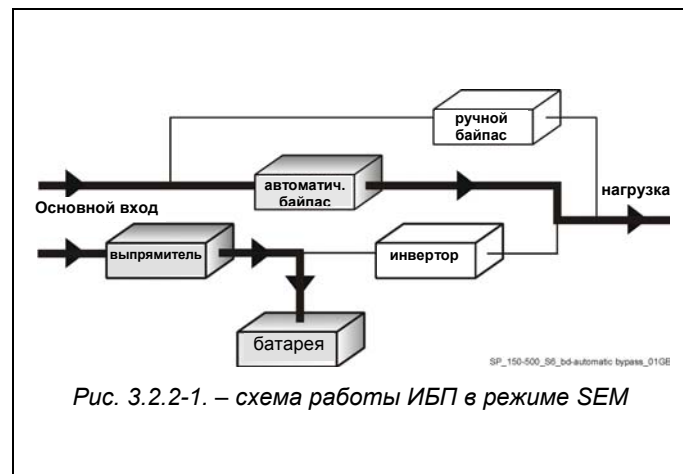 ручной
байпас
автоматич.
байпас
нагрузка
Основной вход
выпрямитель
инвертор
батарея
SP_150-500_S6_bd-automatic bypass_01GB
Рис. 3.2.2-1. – схема работы ИБП в режиме SEM